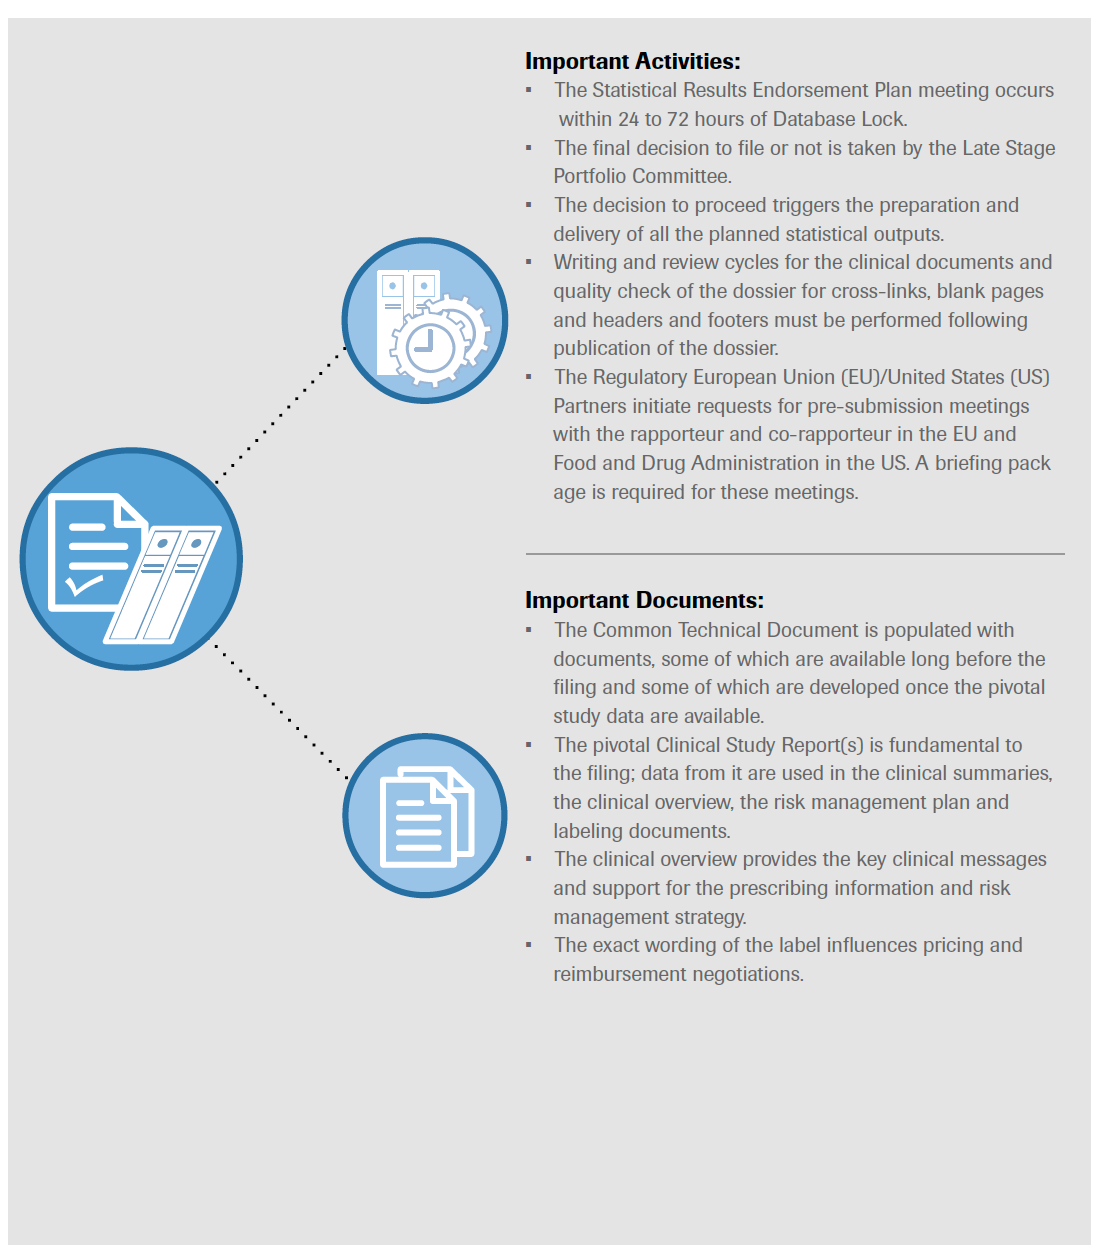 Important Activities:
▪ The Statistical Results Endorsement Plan meeting occurs
within 24 to 72 hours of Database Lock.
▪ The final decision to file or not is taken by the Late Stage
Portfolio Committee.
▪ The decision to proceed triggers the preparation and
delivery of all the planned statistical outputs.
▪ Writing and review cycles for the clinical documents and
quality check of the dossier for cross-links, blank pages
and headers and footers must be performed following
publication of the dossier.
▪ The Regulatory European Union (EU)/United States (US)
Partners initiate requests for pre-submission meetings
with the rapporteur and co-rapporteur in the EU and
Food and Drug Administration in the US. A briefing pack
age is required for these meetings.
Important Documents:
▪ The Common Technical Document is populated with
documents, some of which are available long before the
filing and some of which are developed once the pivotal
study data are available.
▪ The pivotal Clinical Study Report(s) is fundamental to
the filing; data from it are used in the clinical summaries,
the clinical overview, the risk management plan and
labeling documents.
▪ The clinical overview provides the key clinical messages
and support for the prescribing information and risk
management strategy.
▪ The exact wording of the label influences pricing and
reimbursement negotiations.